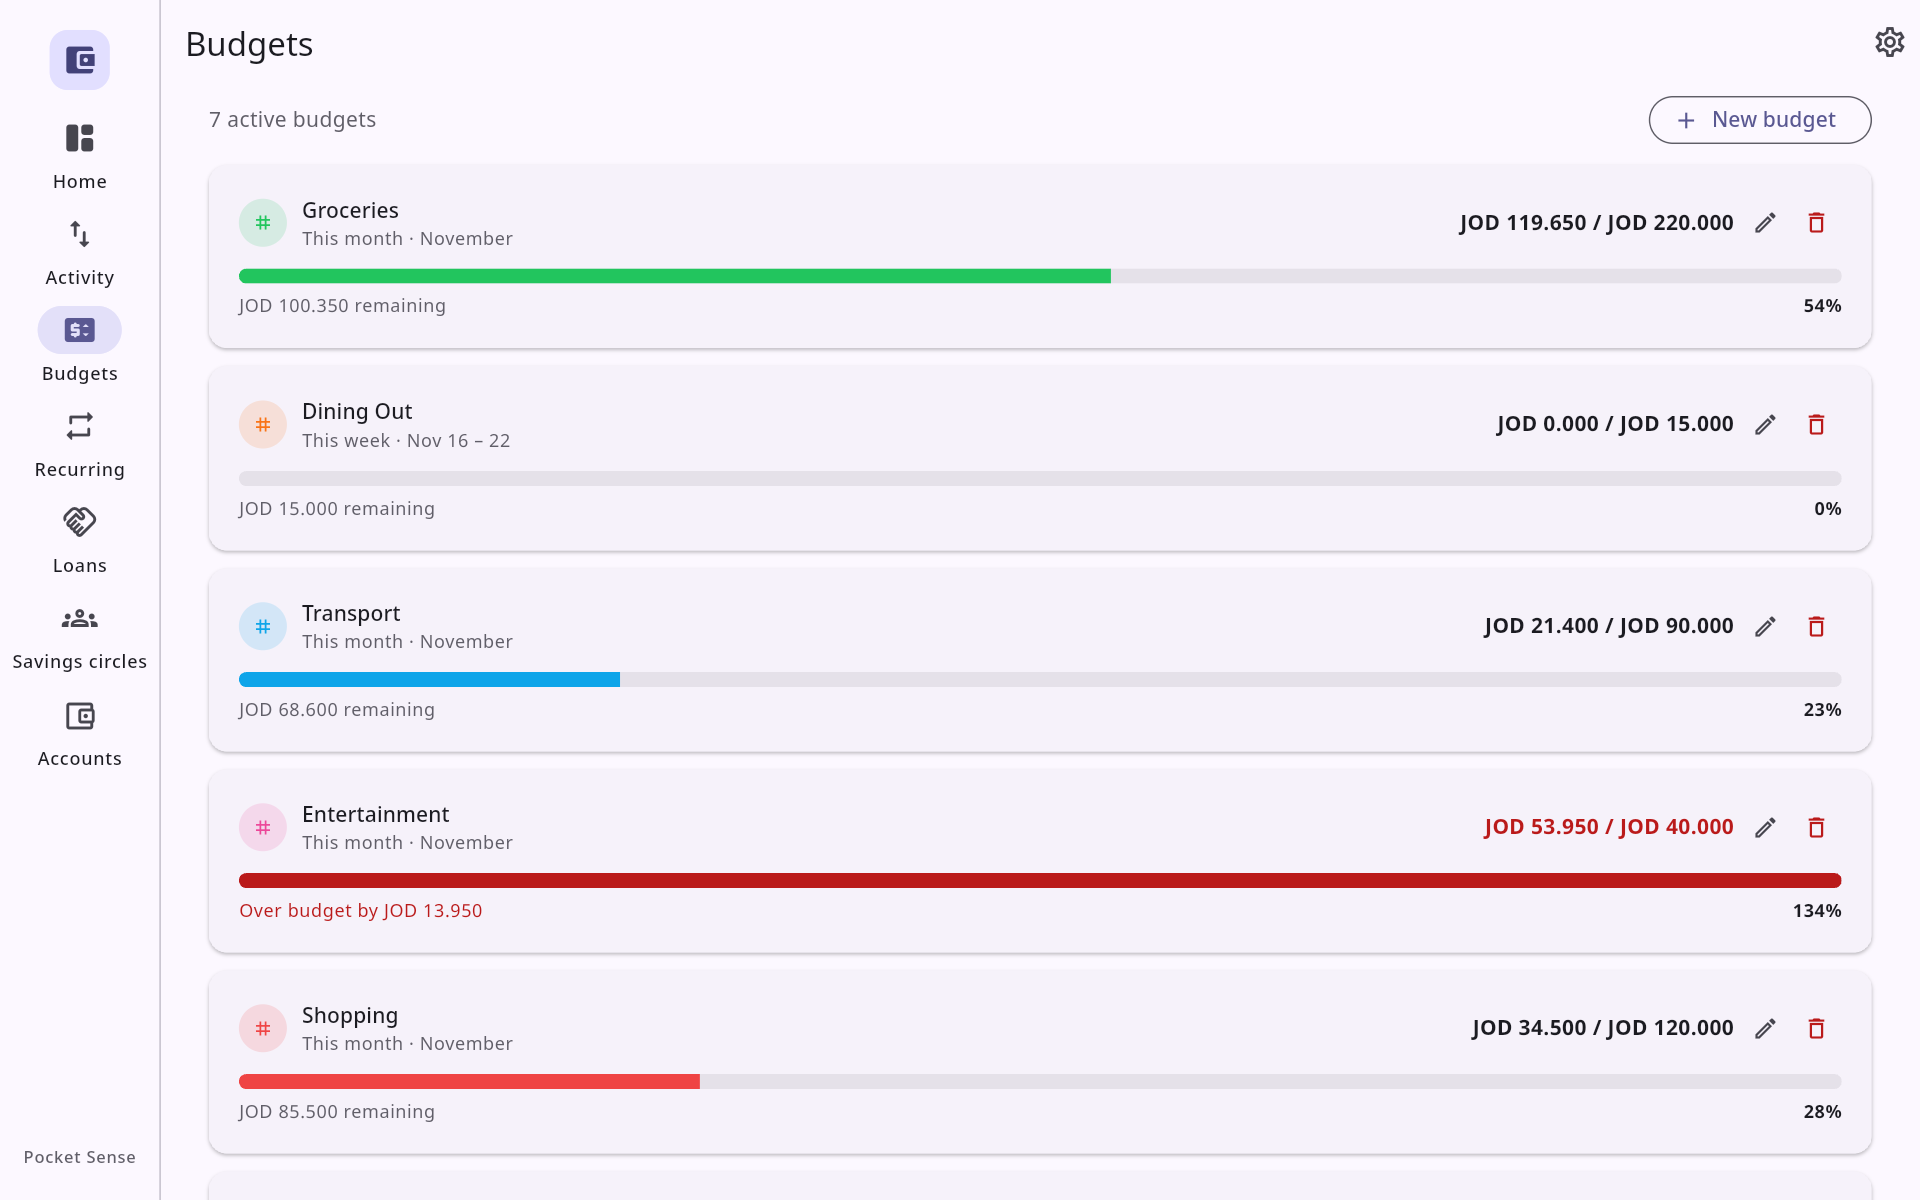 Budgets
7 active budgets
New budget
Home
Activity
Budgets
Recurring
Loans
Savings circles
Accounts
Pocket Sense
Groceries
This month · November
JOD 119.650 / JOD 220.000
JOD 100.350 remaining
54%
Dining Out
This week · Nov 16 – 22
JOD 0.000 / JOD 15.000
JOD 15.000 remaining
0%
Transport
This month · November
JOD 21.400 / JOD 90.000
JOD 68.600 remaining
23%
Entertainment
This month · November
JOD 53.950 / JOD 40.000
Over budget by JOD 13.950
134%
Shopping
This month · November
JOD 34.500 / JOD 120.000
JOD 85.500 remaining
28%